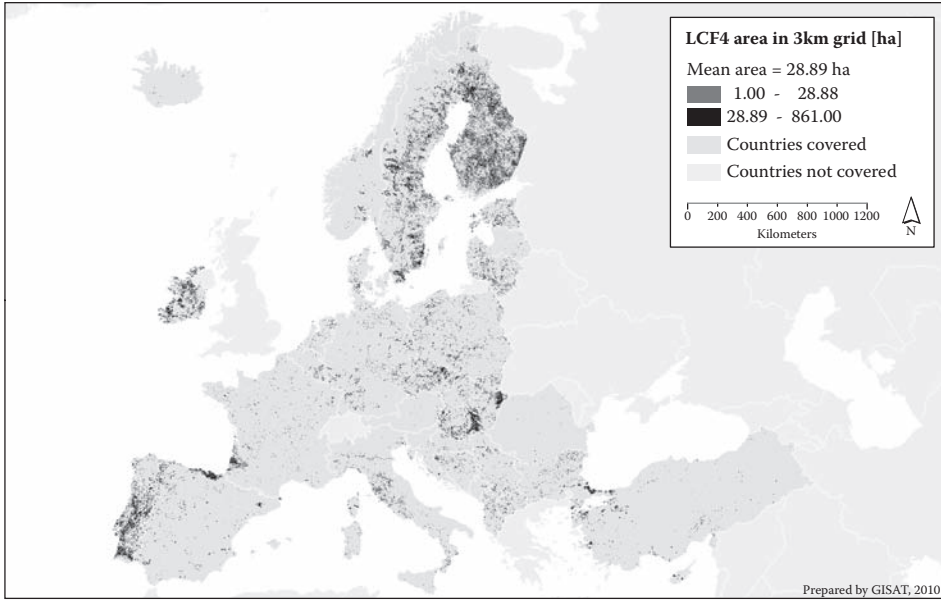 LCF4 area in 3km grid [ha]
Mean area = 28.89 ha
1.00 - 28.88
28.89 - 861.00
Countries covered
Countries not covered
0 200 400 600 800 1000 1200
Kilometers
N
Prepared by GISAT, 2010